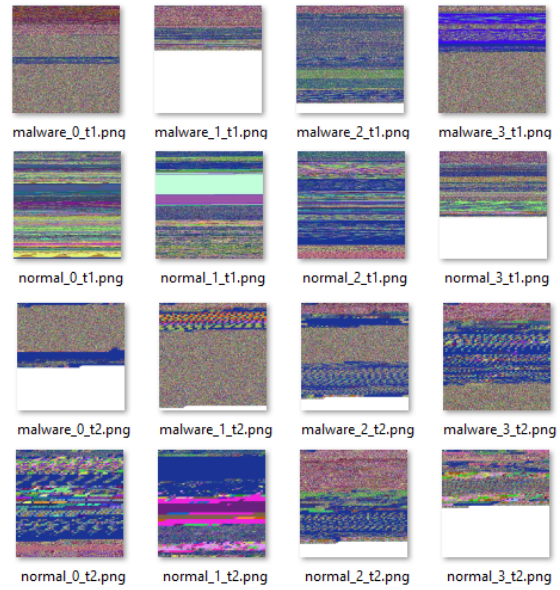 malware_0_t1.png malware_1_t1.png malware_2_t1.png malware_3_t1.png
normal_0_t1.png normal_1_t1.png normal_2_t1.png normal_3_t1.png
malware_0_t2.png malware_1_t2.png malware_2_t2.png malware_3_t2.png
normal_0_t2.png normal_1_t2.png normal_2_t2.png normal_3_t2.png